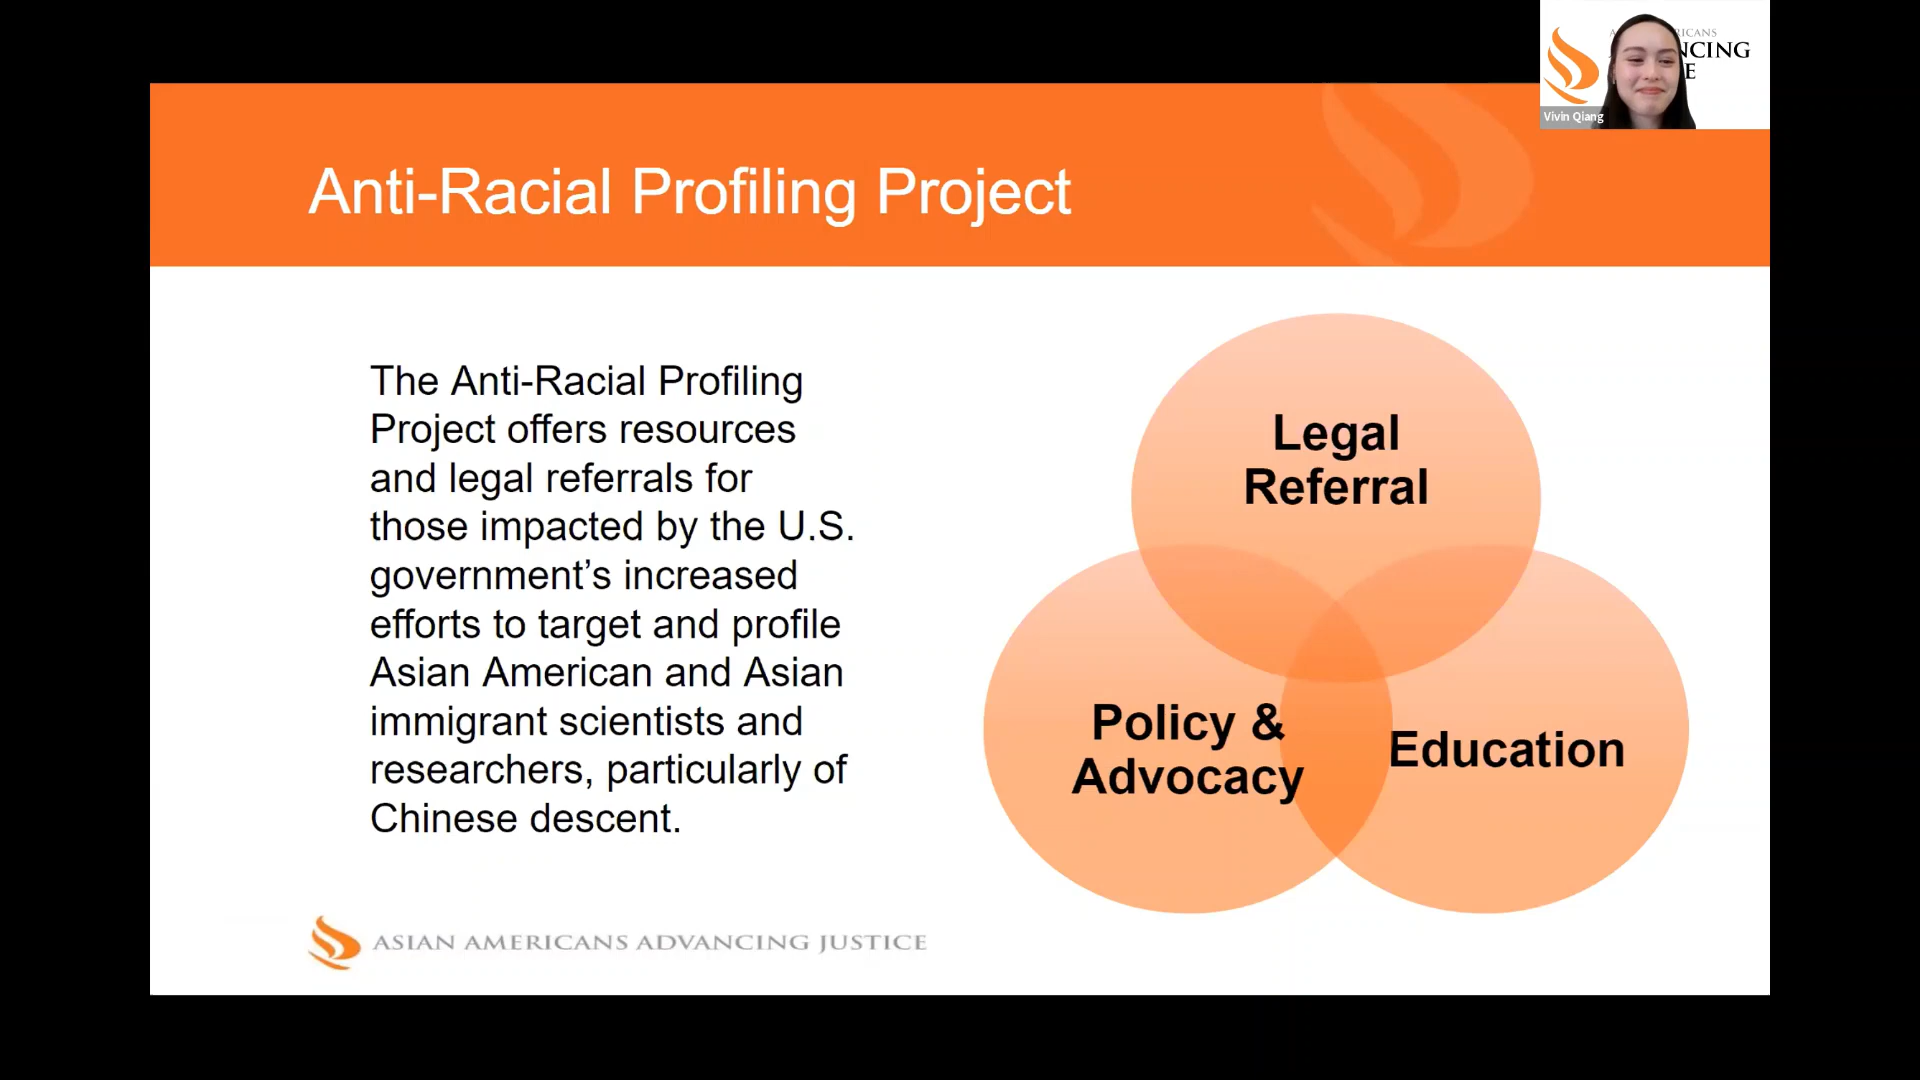 RICANS
NCING
E
Vivin Qiang
Anti-Racial Profiling Project
The Anti-Racial Profiling
Project offers resources
and legal referrals for
those impacted by the U.S.
government’s increased
efforts to target and profile
Asian American and Asian
immigrant scientists and
researchers, particularly of
Chinese descent.
Legal
Referral
Policy &
Advocacy
Education
ASIAN AMERICANS ADVANCING JUSTICE